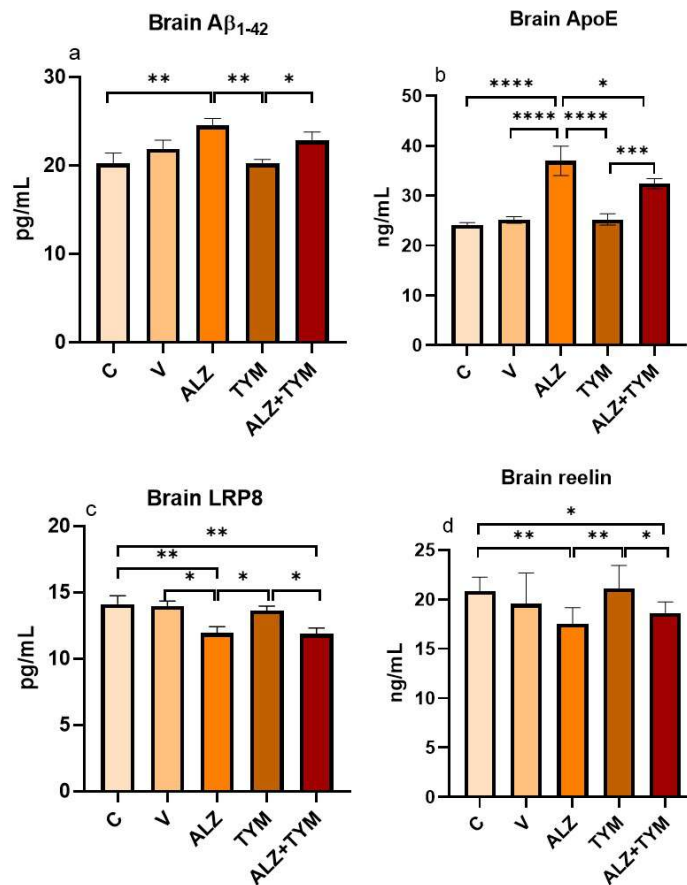 Brain Aβ1-42
a
pg/mL
30
20
10
0
** ** *
C V ALZ TYM ALZ+TYM
Brain ApoE
b
ng/mL
50
40
30
20
10
0
**** *
**** ****
***
C V ALZ TYM ALZ+TYM
Brain LRP8
c
pg/mL
20
15
10
5
0
**
**
* * *
C V ALZ TYM ALZ+TYM
Brain reelin
d
ng/mL
25
20
15
10
5
0
*
** ** *
C V ALZ TYM ALZ+TYM